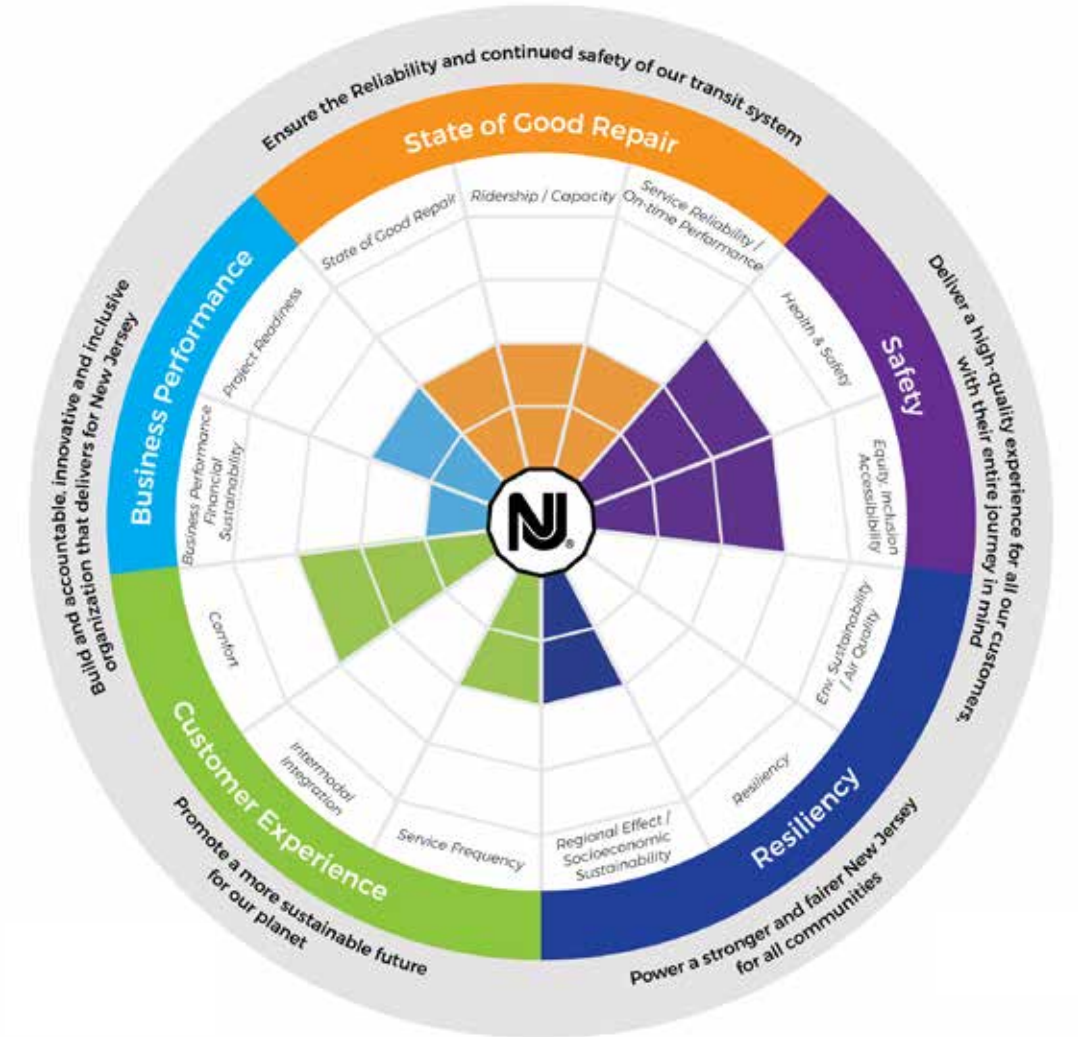 Ensure the Reliability and continued safety of our transit system
State of Good Repair
State of Good Repair
Ridership / Capacity
Service Reliability /
On-time Performance
Safety
Health & Safety
Equity, Inclusion
Accessibibility
Deliver a high-quality experience for all our customers,
with their entire journey in mind
Resiliency
Env. Sustainability
/ Air Quality
Resiliency
Regional Effect /
Socioeconomic
Sustainability
Power a stronger and fairer New Jersey
for all communities
Customer Experience
Service Frequency
Intermodal
Integration
Comfort
Promote a more sustainable future
for our planet
Business Performance
Business Performance
Financial
Sustainability
Project Readiness
Build and accountable, innovative and inclusive
organization that delivers for New Jersey
NJ
®